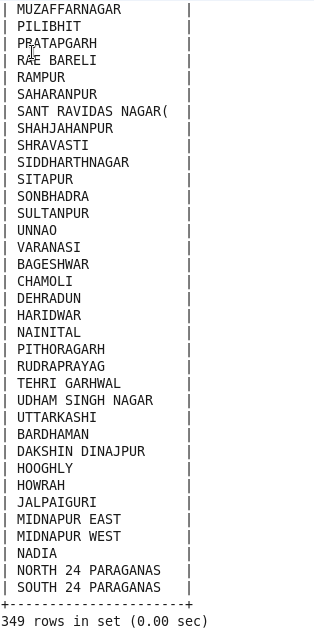 | MUZAFFARNAGAR |
| PILIBHIT |
| PRATAPGARH |
| RAE BARELI |
| RAMPUR |
| SAHARANPUR |
| SANT RAVIDAS NAGAR( |
| SHAHJAHANPUR |
| SHRAVASTI |
| SIDDHARTHNAGAR |
| SITAPUR |
| SONBHADRA |
| SULTANPUR |
| UNNAO |
| VARANASI |
| BAGESHWAR |
| CHAMOLI |
| DEHRADUN |
| HARIDWAR |
| NAINITAL |
| PITHORAGARH |
| RUDRAPRAYAG |
| TEHRI GARHWAL |
| UDHAM SINGH NAGAR |
| UTTARKASHI |
| BARDHAMAN |
| DAKSHIN DINAJPUR |
| HOOGHLY |
| HOWRAH |
| JALPAIGURI |
| MIDNAPUR EAST |
| MIDNAPUR WEST |
| NADIA |
| NORTH 24 PARAGANAS |
| SOUTH 24 PARAGANAS |
+----------------------+
349 rows in set (0.00 sec)